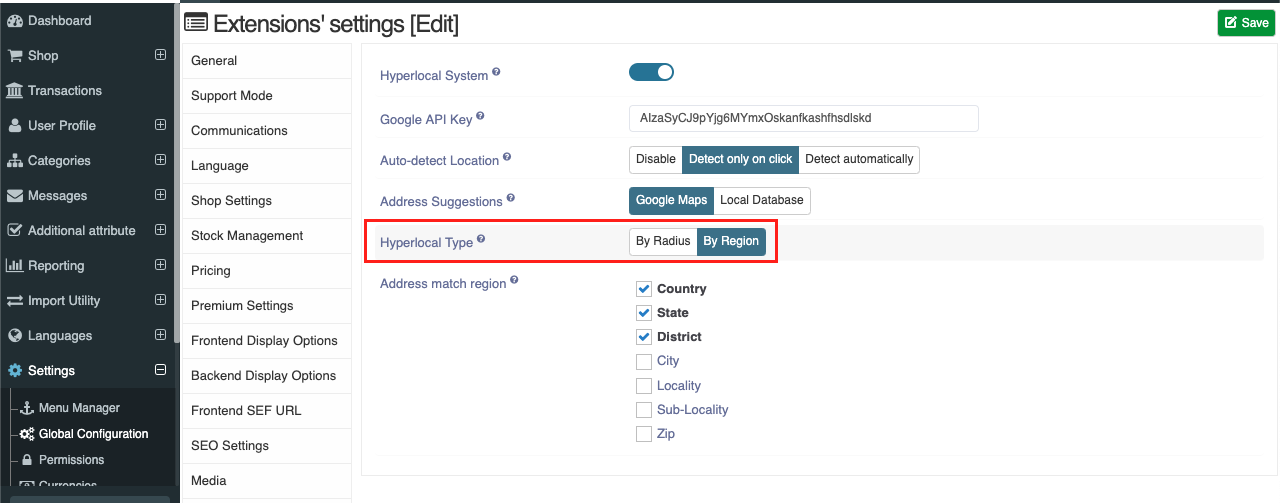 Dashboard
Shop
Transactions
User Profile
Categories
Messages
Additional attribute
Reporting
Import Utility
Languages
Settings
Menu Manager
Global Configuration
Permissions
Currencies
Extensions' settings [Edit]
Save
General
Support Mode
Communications
Language
Shop Settings
Stock Management
Pricing
Premium Settings
Frontend Display Options
Backend Display Options
Frontend SEF URL
SEO Settings
Media
Hyperlocal System ?
Google API Key ?
AIzaSyCJ9pYjg6MYmxOskanfkashfhsdlskd
Auto-detect Location ?
Disable Detect only on click Detect automatically
Address Suggestions ?
Google Maps Local Database
Hyperlocal Type ?
By Radius By Region
Address match region ?
Country
State
District
City
Locality
Sub-Locality
Zip